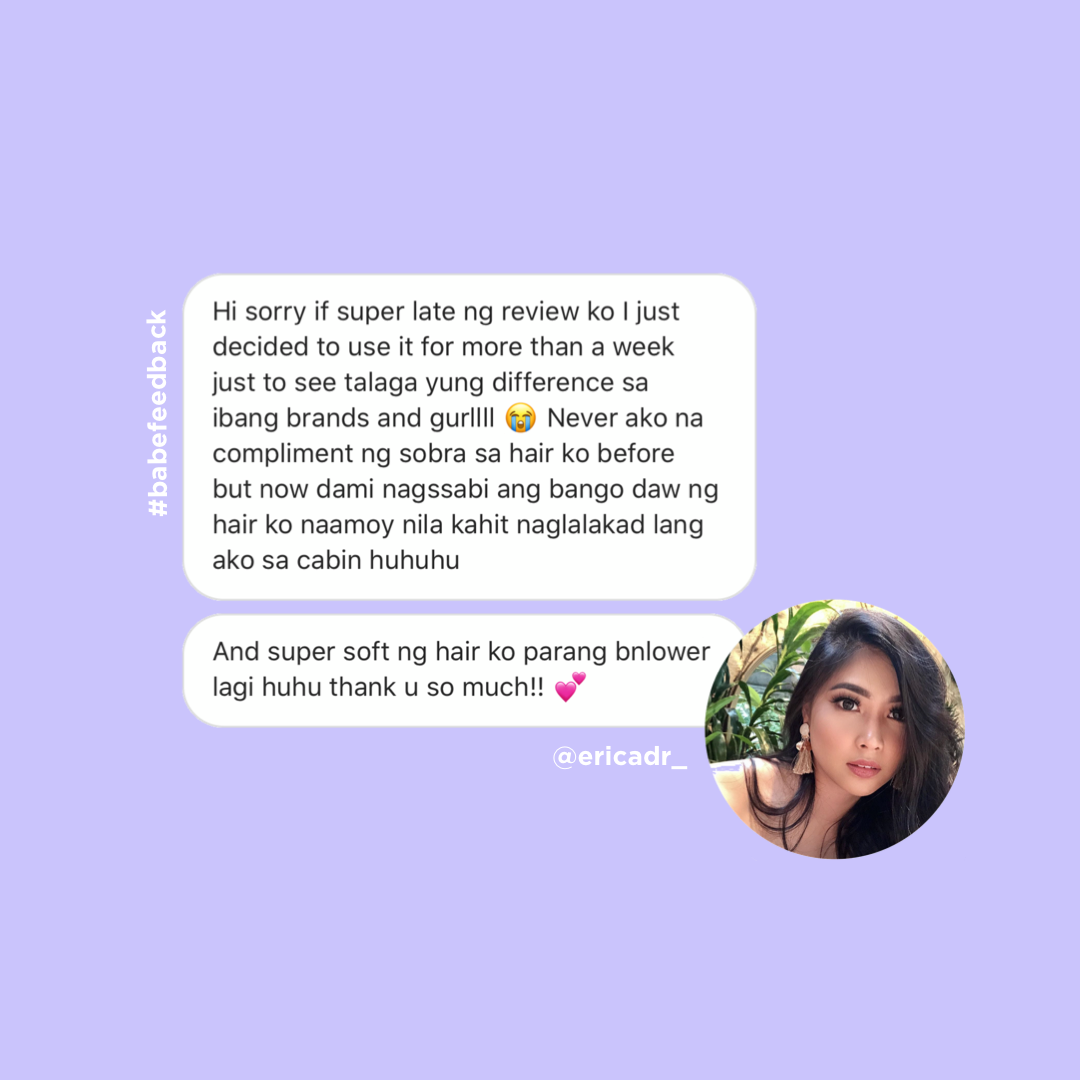 #babefeedback
Hi sorry if super late ng review ko I just
decided to use it for more than a week
just to see talaga yung difference sa
ibang brands and gurllll 😭 Never ako na
compliment ng sobra sa hair ko before
but now dami nagssabi ang bango daw ng
hair ko naamoy nila kahit naglalakad lang
ako sa cabin huhuhu
And super soft ng hair ko parang bnlower
lagi huhu thank u so much!! 💕
@ericadr_